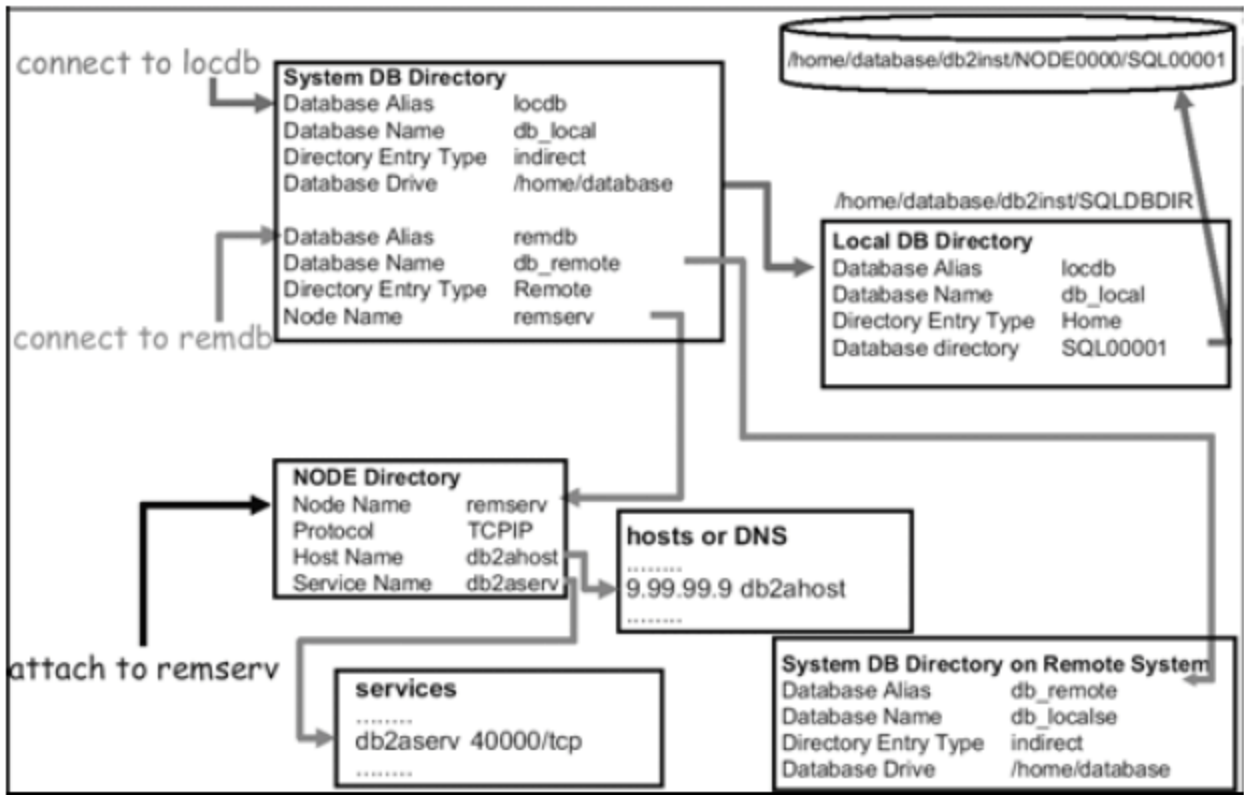 connect to locdb
System DB Directory
Database Alias locdb
Database Name db_local
Directory Entry Type indirect
Database Drive /home/database
Database Alias remdb
Database Name db_remote
Directory Entry Type Remote
Node Name remserv
connect to remdb
/home/database/db2inst/NODE0000/SQL00001
/home/database/db2inst/SQLDBDIR
Local DB Directory
Database Alias locdb
Database Name db_local
Directory Entry Type Home
Database directory SQL00001
NODE Directory
Node Name remserv
Protocol TCPIP
Host Name db2ahost
Service Name db2aserv
attach to remserv
hosts or DNS
........
9.99.99.9 db2ahost
........
services
........
db2aserv 40000/tcp
........
System DB Directory on Remote System
Database Alias db_remote
Database Name db_localse
Directory Entry Type indirect
Database Drive /home/database